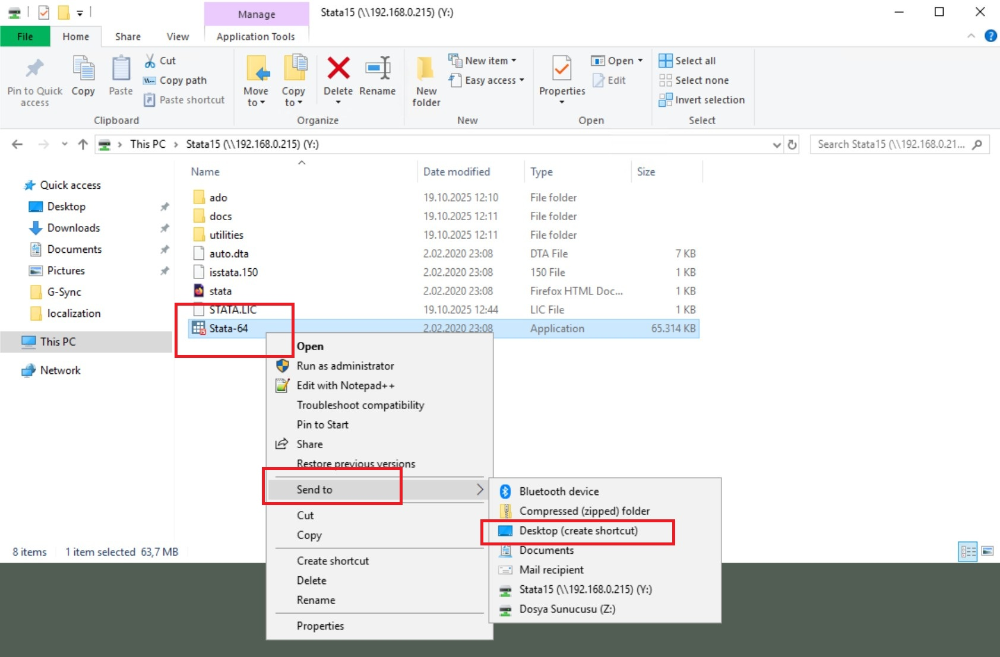 Manage
Stata15 (\\192.168.0.215) (Y:)
File
Home
Share
View
Application Tools
Pin to Quick access
Copy
Paste
Cut
Copy path
Paste shortcut
Clipboard
Move to
Copy to
Delete
Rename
Organize
New folder
New item
Easy access
New
Properties
Open
Edit
Open
Select all
Select none
Invert selection
Select
This PC > Stata15 (\\192.168.0.215) (Y:)
Search Stata15 (\\192.168.0.21...
Quick access
Desktop
Downloads
Documents
Pictures
G-Sync
localization
This PC
Network
Name Date modified Type Size
ado 19.10.2025 12:10 File folder
docs 19.10.2025 12:11 File folder
utilities 19.10.2025 12:11 File folder
auto.dta 2.02.2020 23:08 DTA File 7 KB
isstata.150 2.02.2020 23:08 150 File 1 KB
stata 2.02.2020 23:08 Firefox HTML Doc... 1 KB
STATA.LIC 19.10.2025 12:44 LIC File 1 KB
Stata-64 2.02.2020 23:08 Application 65.314 KB
Open
Run as administrator
Edit with Notepad++
Troubleshoot compatibility
Pin to Start
Share
Restore previous versions
Send to
Cut
Copy
Create shortcut
Delete
Rename
Properties
Bluetooth device
Compressed (zipped) folder
Desktop (create shortcut)
Documents
Mail recipient
Stata15 (\\192.168.0.215) (Y:)
Dosya Sunucusu (Z:)
8 items 1 item selected 63,7 MB